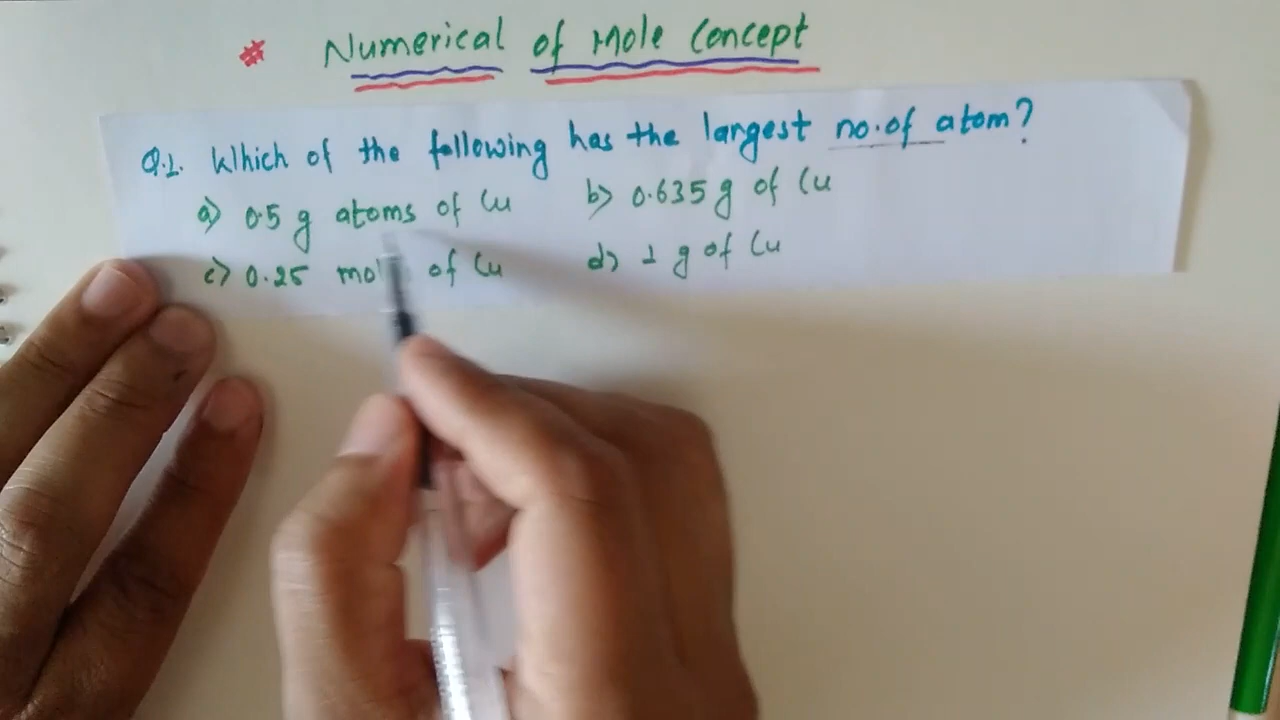 * Numerical of Mole Concept
Q.1. Which of the following has the largest no. of atom?
a) 0.5 g atoms of Cu b) 0.635 g of Cu
c) 0.25 of Cu d) 1 g of Cu